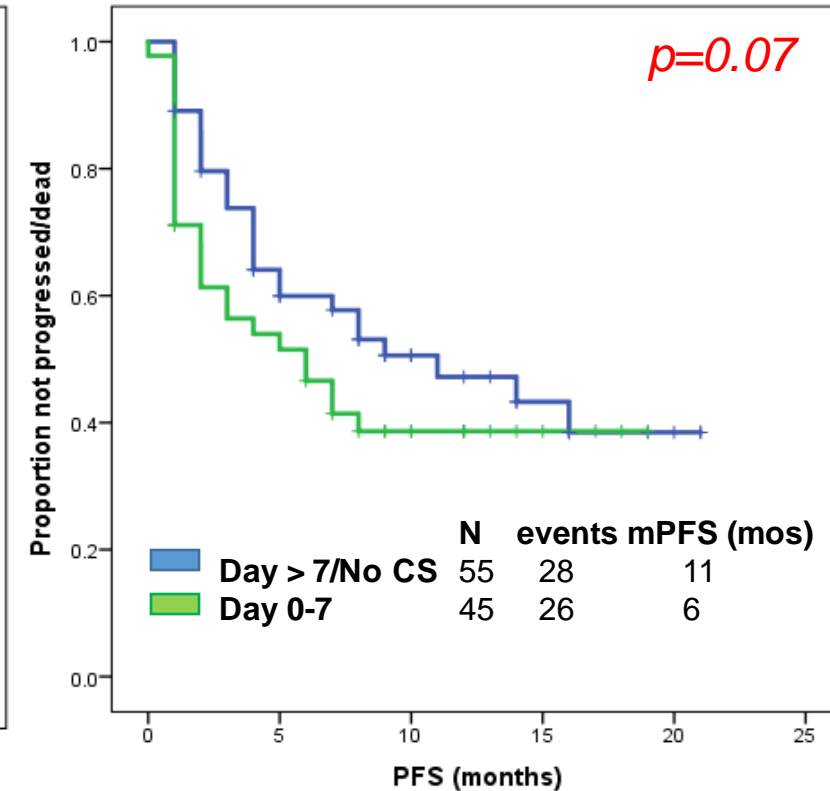 p=0.07
Proportion not progressed/dead
1.0
0.8
0.6
0.4
0.2
0.0
N events mPFS (mos)
Day > 7/No CS 55 28 11
Day 0-7 45 26 6
0 5 10 15 20 25
PFS (months)